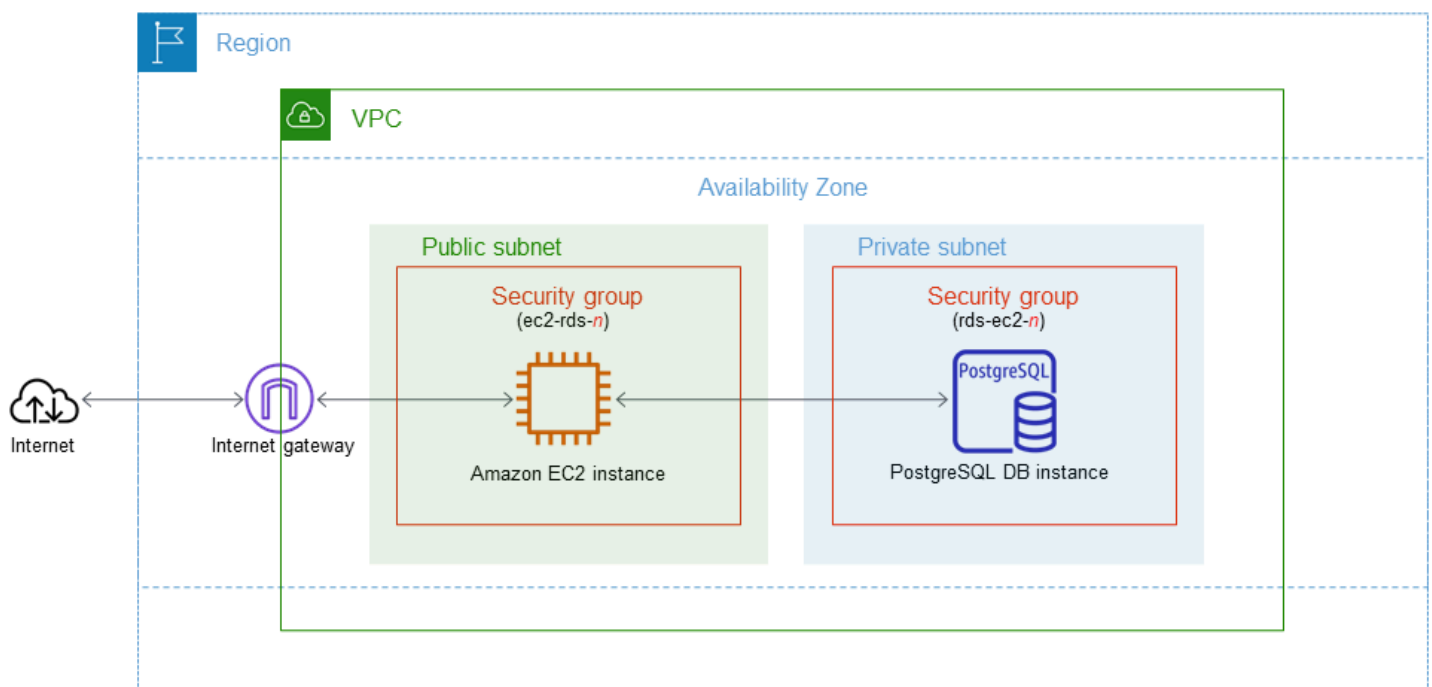 Region
VPC
Availability Zone
Public subnet
Security group
(ec2-rds-n)
Amazon EC2 instance
Private subnet
Security group
(rds-ec2-n)
PostgreSQL
PostgreSQL DB instance
Internet
Internet gateway